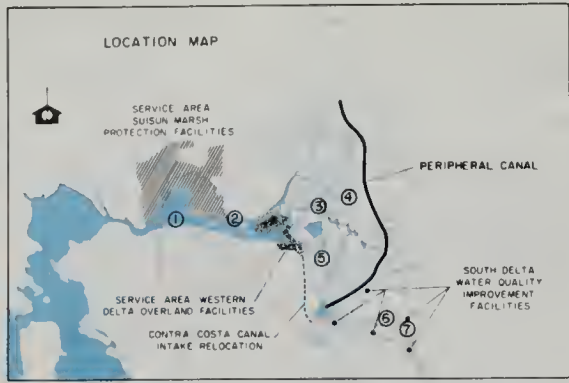 LOCATION MAP
SERVICE AREA
SUISUN MARSH
PROTECTION FACILITIES
PERIPHERAL CANAL
①
②
③
④
⑤
SERVICE AREA WESTERN
DELTA OVERLAND FACILITIES
CONTRA COSTA CANAL
INTAKE RELOCATION
SOUTH DELTA
WATER QUALITY
IMPROVEMENT
FACILITIES
⑥
⑦